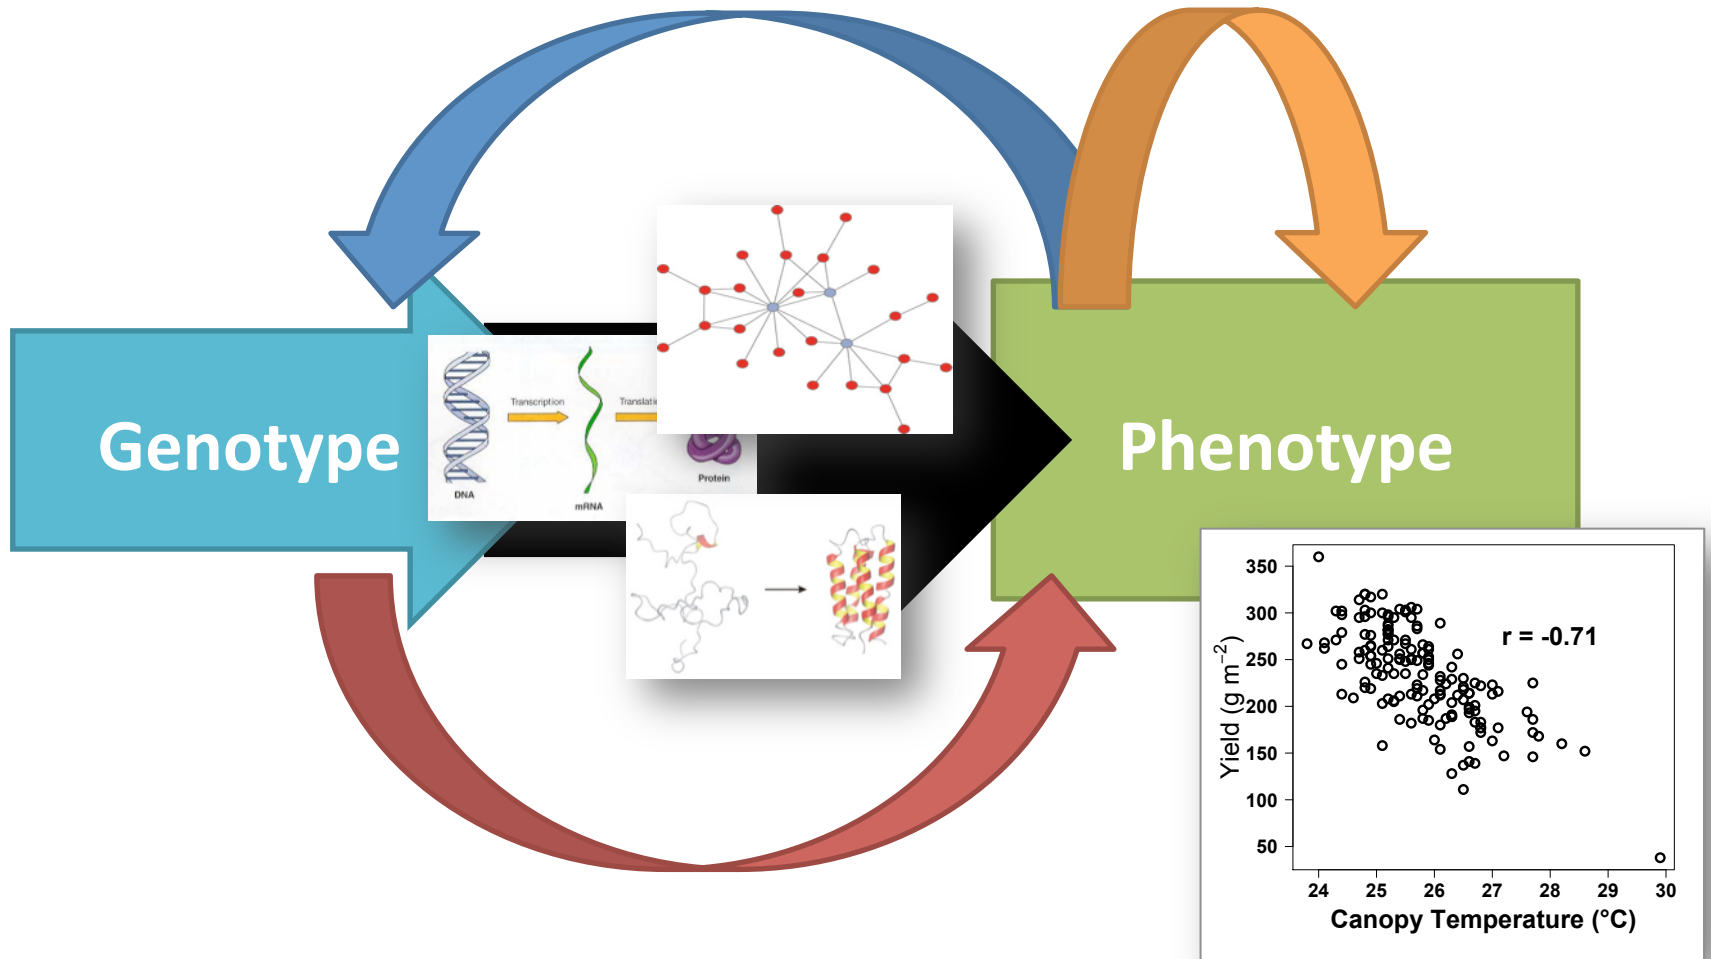 Genotype
Transcription
DNA
mRNA
Protein
Phenotype
350
300
250
200
150
100
50
Yield (g m⁻²)
r = -0.71
24 25 26 27 28 29 30
Canopy Temperature (°C)